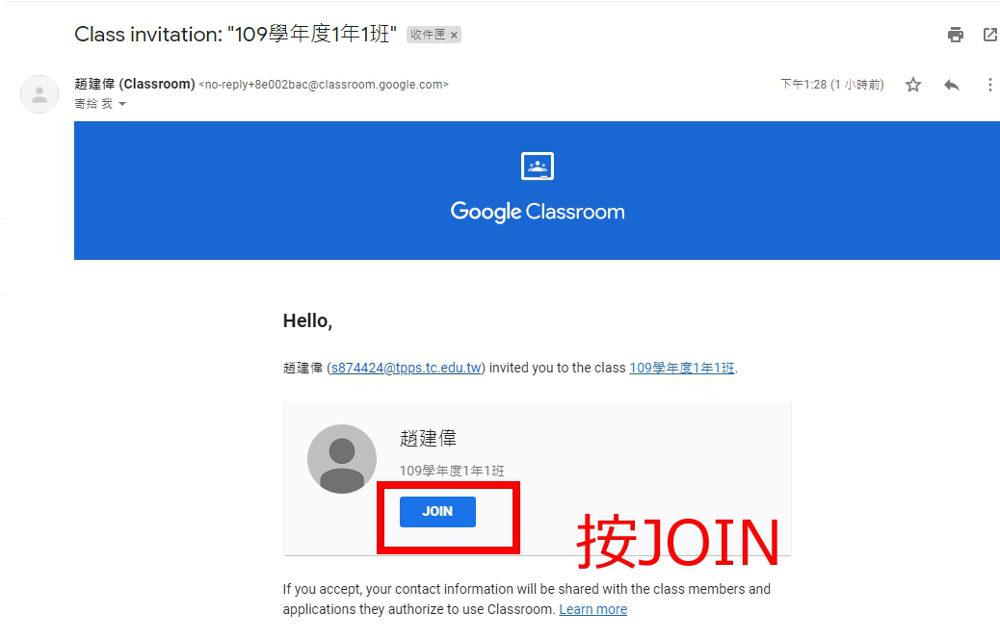 Class invitation: "109學年度1年1班" 收件匣 ×
趙建偉 (Classroom) <no-reply+8e002bac@classroom.google.com> 下午1:28 (1 小時前)
寄給 我
Google Classroom
Hello,
趙建偉 (s874424@tpps.tc.edu.tw) invited you to the class 109學年度1年1班.
趙建偉
109學年度1年1班
JOIN
按JOIN
If you accept, your contact information will be shared with the class members and
applications they authorize to use Classroom. Learn more